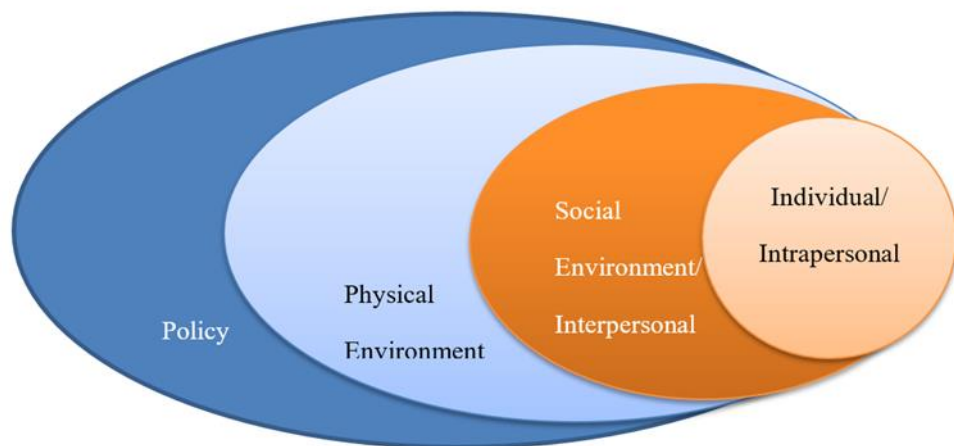 Policy
Physical
Environment
Social
Environment/
Interpersonal
Individual/
Intrapersonal